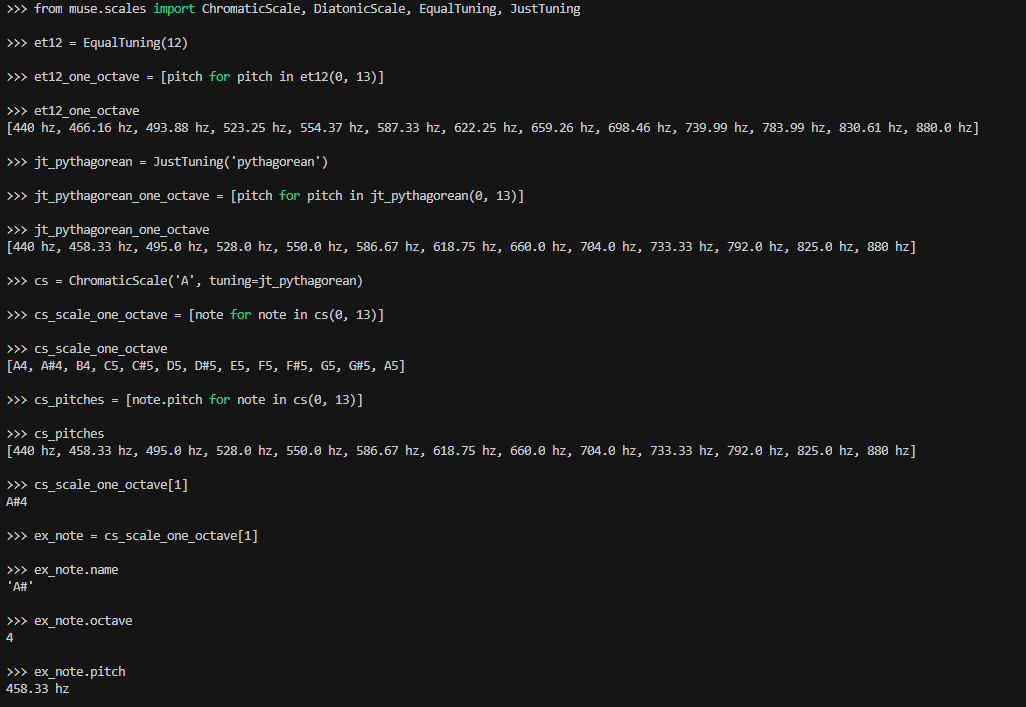 >>> from muse.scales import ChromaticScale, DiatonicScale, EqualTuning, JustTuning
>>> et12 = EqualTuning(12)
>>> et12_one_octave = [pitch for pitch in et12(0, 13)]
>>> et12_one_octave
[440 hz, 466.16 hz, 493.88 hz, 523.25 hz, 554.37 hz, 587.33 hz, 622.25 hz, 659.26 hz, 698.46 hz, 739.99 hz, 783.99 hz, 830.61 hz, 880.0 hz]
>>> jt_pythagorean = JustTuning('pythagorean')
>>> jt_pythagorean_one_octave = [pitch for pitch in jt_pythagorean(0, 13)]
>>> jt_pythagorean_one_octave
[440 hz, 458.33 hz, 495.0 hz, 528.0 hz, 550.0 hz, 586.67 hz, 618.75 hz, 660.0 hz, 704.0 hz, 733.33 hz, 792.0 hz, 825.0 hz, 880 hz]
>>> cs = ChromaticScale('A', tuning=jt_pythagorean)
>>> cs_scale_one_octave = [note for note in cs(0, 13)]
>>> cs_scale_one_octave
[A4, A#4, B4, C5, C#5, D5, D#5, E5, F5, F#5, G5, G#5, A5]
>>> cs_pitches = [note.pitch for note in cs(0, 13)]
>>> cs_pitches
[440 hz, 458.33 hz, 495.0 hz, 528.0 hz, 550.0 hz, 586.67 hz, 618.75 hz, 660.0 hz, 704.0 hz, 733.33 hz, 792.0 hz, 825.0 hz, 880 hz]
>>> cs_scale_one_octave[1]
A#4
>>> ex_note = cs_scale_one_octave[1]
>>> ex_note.name
'A#'
>>> ex_note.octave
4
>>> ex_note.pitch
458.33 hz